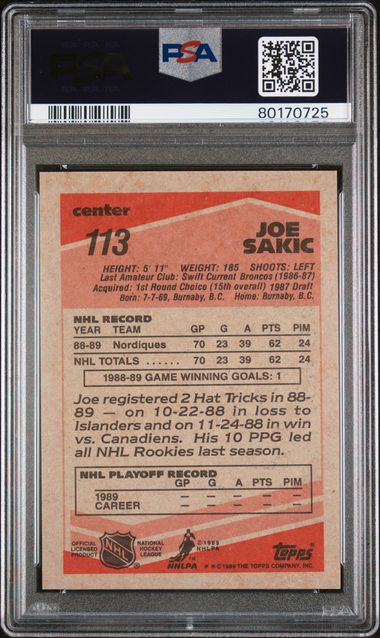 PSA
PSA
80170725
center
113
JOE
SAKIC
HEIGHT: 5' 11" WEIGHT: 185 SHOOTS: LEFT
Last Amateur Club: Swift Current Broncos (1986-87)
Acquired: 1st Round Choice (15th overall) 1987 Draft
Born: 7-7-69, Burnaby, B.C. Home: Burnaby, B.C.
NHL RECORD
YEAR TEAM GP G A PTS PIM
88-89 Nordiques 70 23 39 62 24
NHL TOTALS 70 23 39 62 24
1988-89 GAME WINNING GOALS: 1
Joe registered 2 Hat Tricks in 88-
89 — on 10-22-88 in loss to
Islanders and on 11-24-88 in win
vs. Canadiens. His 10 PPG led
all NHL Rookies last season.
NHL PLAYOFF RECORD
GP G A PTS PIM
1989 — — — — —
CAREER — — — — —
OFFICIAL LICENSED PRODUCT
NHL
NATIONAL HOCKEY LEAGUE
NHLPA
© 1989 NHLPA
topps
* * © 1989 THE TOPPS COMPANY, INC.